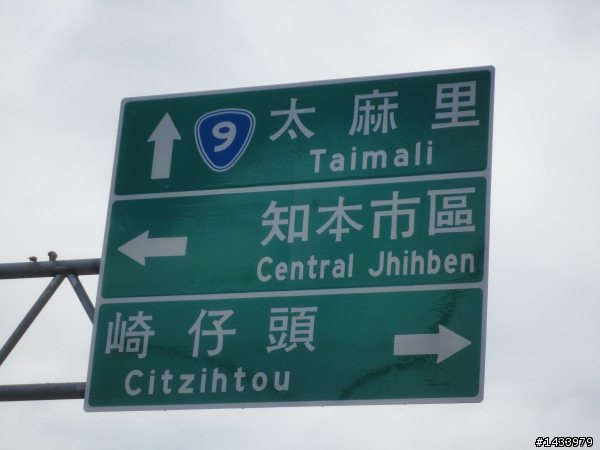 9 太麻里
Taimali
知本市區
Central Jhihben
崎仔頭
Citzihtou
#1433979